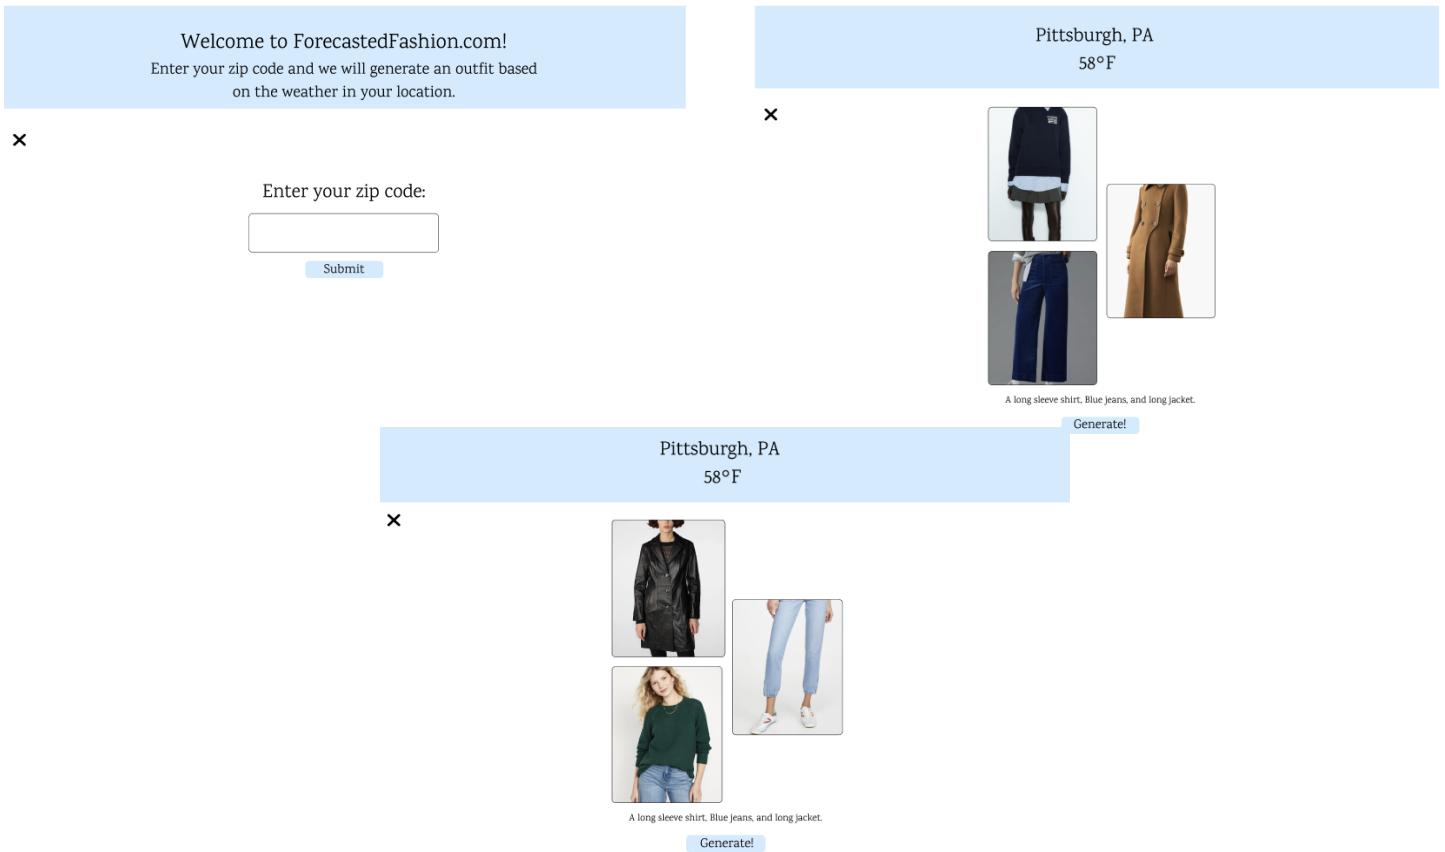 Welcome to ForecastedFashion.com!
Enter your zip code and we will generate an outfit based
on the weather in your location.
Enter your zip code:
Submit
Pittsburgh, PA
58°F
A long sleeve shirt, Blue jeans, and long jacket.
Generate!
Pittsburgh, PA
58°F
A long sleeve shirt, Blue jeans, and long jacket.
Generate!